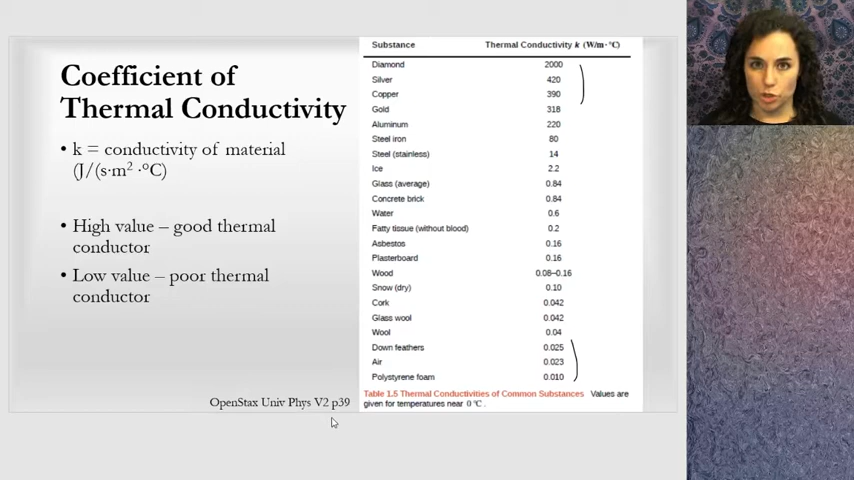 Coefficient of
Thermal Conductivity
• k = conductivity of material
(J/(s·m² ·°C)
• High value – good thermal
conductor
• Low value – poor thermal
conductor
OpenStax Univ Phys V2 p39
Substance Thermal Conductivity k (W/m·°C)
Diamond 2000
Silver 420
Copper 390
Gold 318
Aluminum 220
Steel iron 80
Steel (stainless) 14
Ice 2.2
Glass (average) 0.84
Concrete brick 0.84
Water 0.6
Fatty tissue (without blood) 0.2
Asbestos 0.16
Plasterboard 0.16
Wood 0.08–0.16
Snow (dry) 0.10
Cork 0.042
Glass wool 0.042
Wool 0.04
Down feathers 0.025
Air 0.023
Polystyrene foam 0.010
Table 1.5 Thermal Conductivities of Common Substances Values are
given for temperatures near 0 °C .